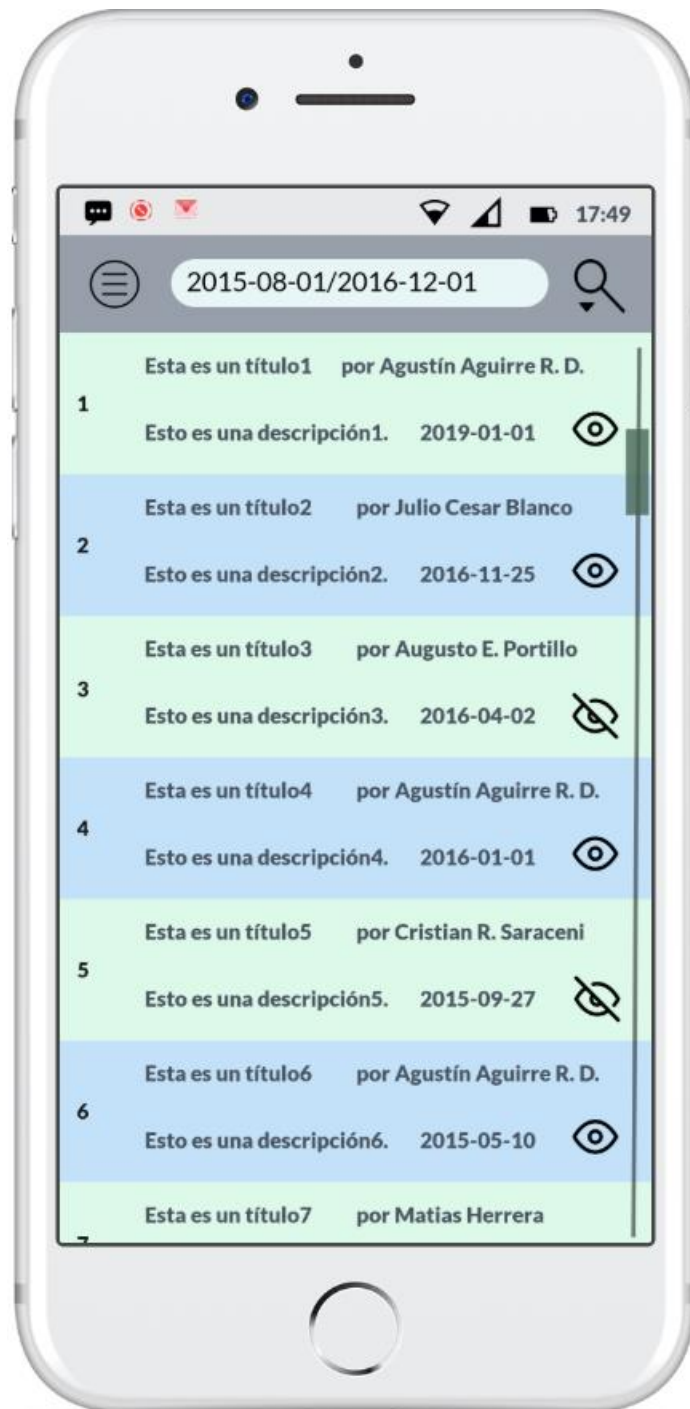 17:49
2015-08-01/2016-12-01
Esta es un título1 por Agustín Aguirre R. D.
1
Esto es una descripción1. 2019-01-01
Esta es un título2 por Julio Cesar Blanco
2
Esto es una descripción2. 2016-11-25
Esta es un título3 por Augusto E. Portillo
3
Esto es una descripción3. 2016-04-02
Esta es un título4 por Agustín Aguirre R. D.
4
Esto es una descripción4. 2016-01-01
Esta es un título5 por Cristian R. Saraceni
5
Esto es una descripción5. 2015-09-27
Esta es un título6 por Agustín Aguirre R. D.
6
Esto es una descripción6. 2015-05-10
Esta es un título7 por Matias Herrera